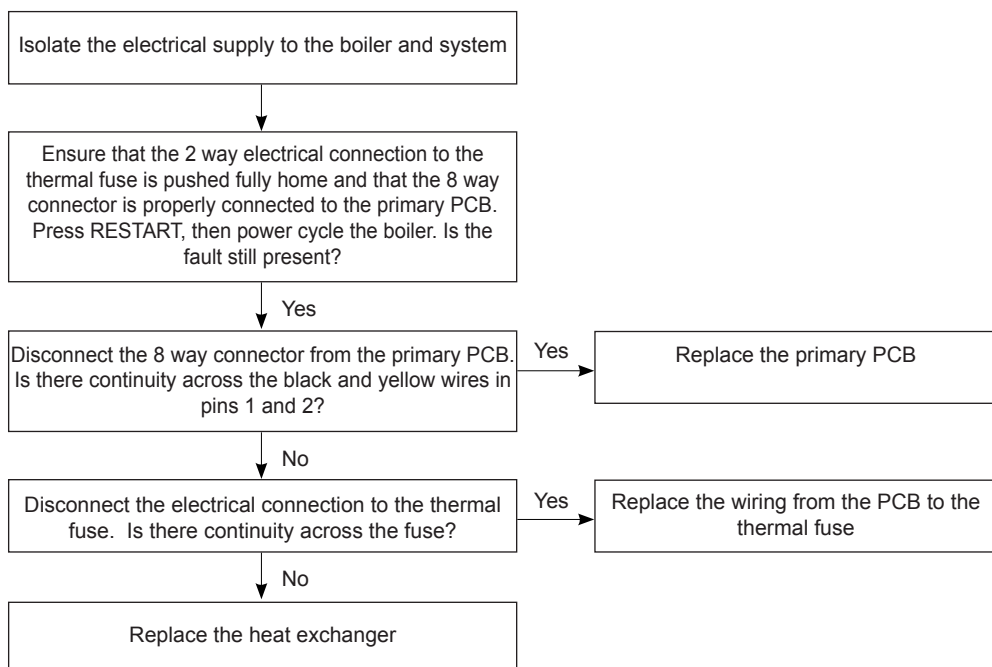 Isolate the electrical supply to the boiler and system
Ensure that the 2 way electrical connection to the
thermal fuse is pushed fully home and that the 8 way
connector is properly connected to the primary PCB.
Press RESTART, then power cycle the boiler. Is the
fault still present?
Yes
Disconnect the 8 way connector from the primary PCB.
Is there continuity across the black and yellow wires in
pins 1 and 2?
Yes
Replace the primary PCB
No
Disconnect the electrical connection to the thermal
fuse.  Is there continuity across the fuse?
Yes
Replace the wiring from the PCB to the
thermal fuse
No
Replace the heat exchanger